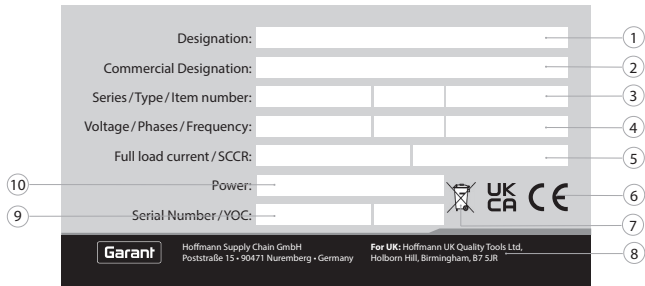 Designation:
1
Commercial Designation:
2
Series/Type/Item number:
3
Voltage/Phases/Frequency:
4
Full load current/SCCR:
5
10
Power:
UK
CA
CE
6
9
Serial Number/YOC:
7
Garant
Hoffmann Supply Chain GmbH
Poststraße 15 • 90471 Nuremberg • Germany
For UK: Hoffmann UK Quality Tools Ltd,
Holborn Hill, Birmingham, B7 5JR
8